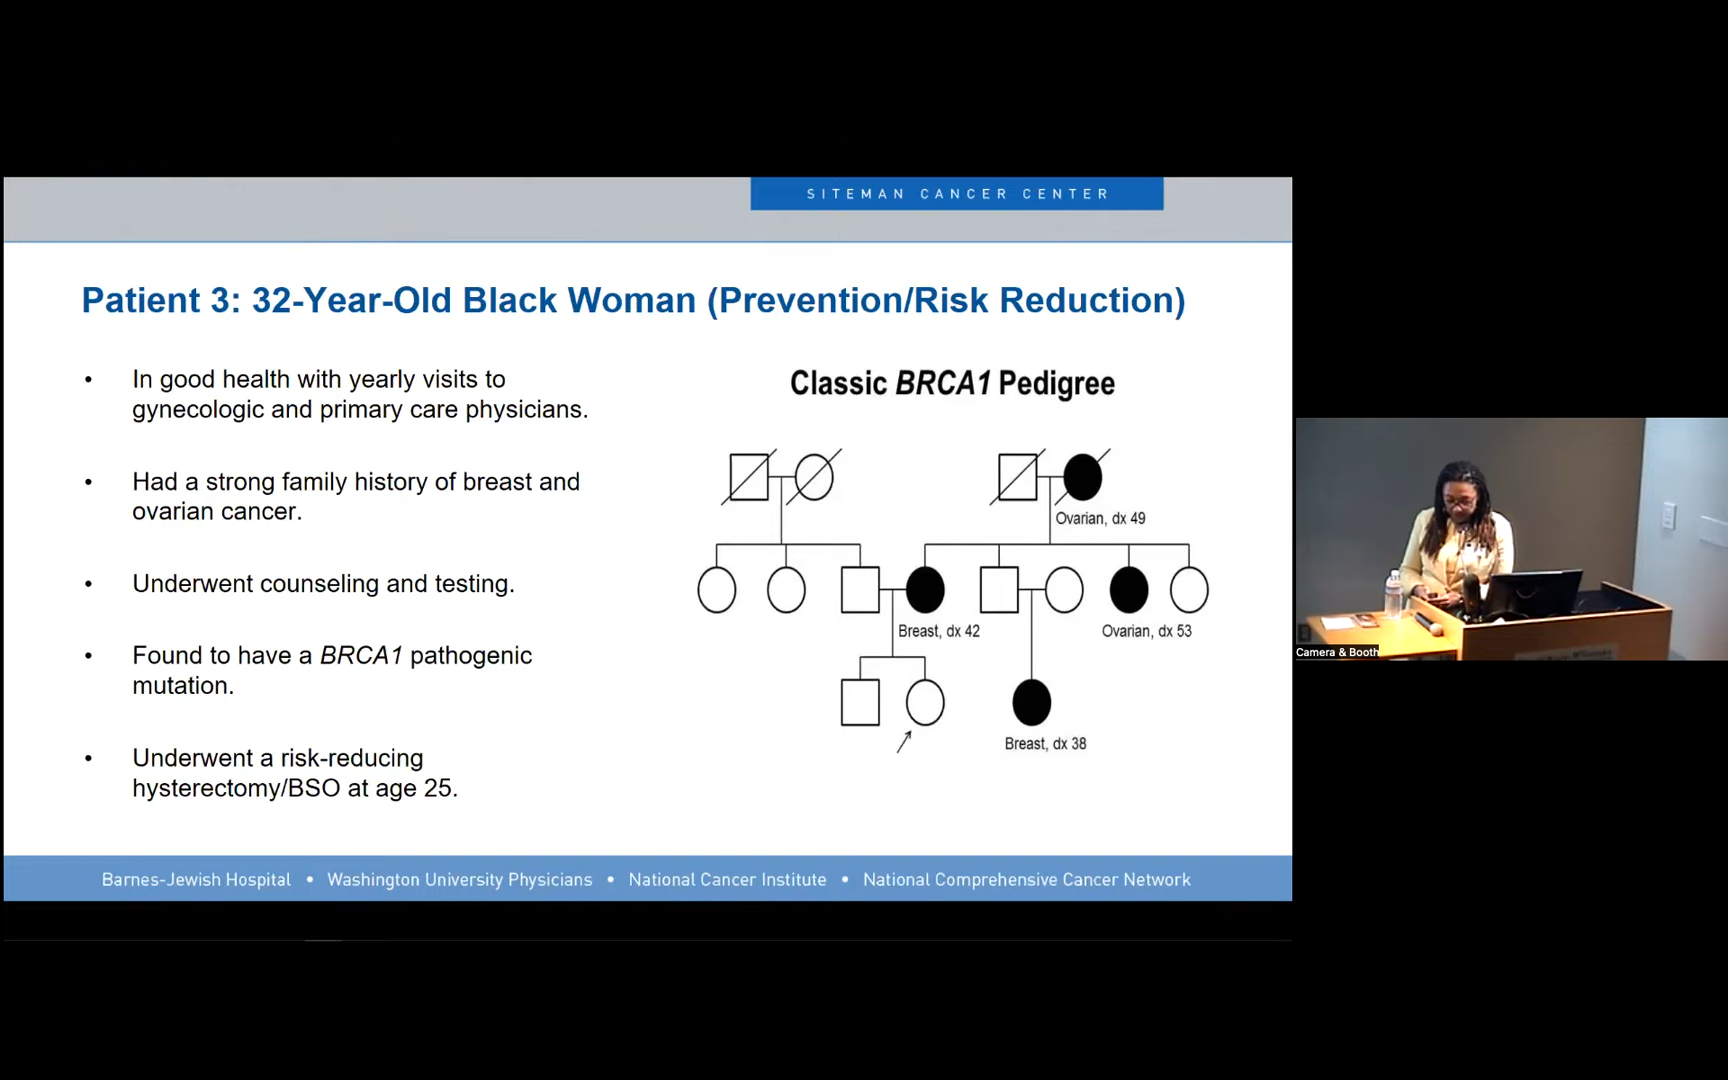 SITEMAN CANCER CENTER
Patient 3: 32-Year-Old Black Woman (Prevention/Risk Reduction)
• In good health with yearly visits to
gynecologic and primary care physicians.
• Had a strong family history of breast and
ovarian cancer.
• Underwent counseling and testing.
• Found to have a BRCA1 pathogenic
mutation.
• Underwent a risk-reducing
hysterectomy/BSO at age 25.
Classic BRCA1 Pedigree
Ovarian, dx 49
Breast, dx 42
Ovarian, dx 53
Breast, dx 38
Barnes-Jewish Hospital • Washington University Physicians • National Cancer Institute • National Comprehensive Cancer Network
Camera & Booth